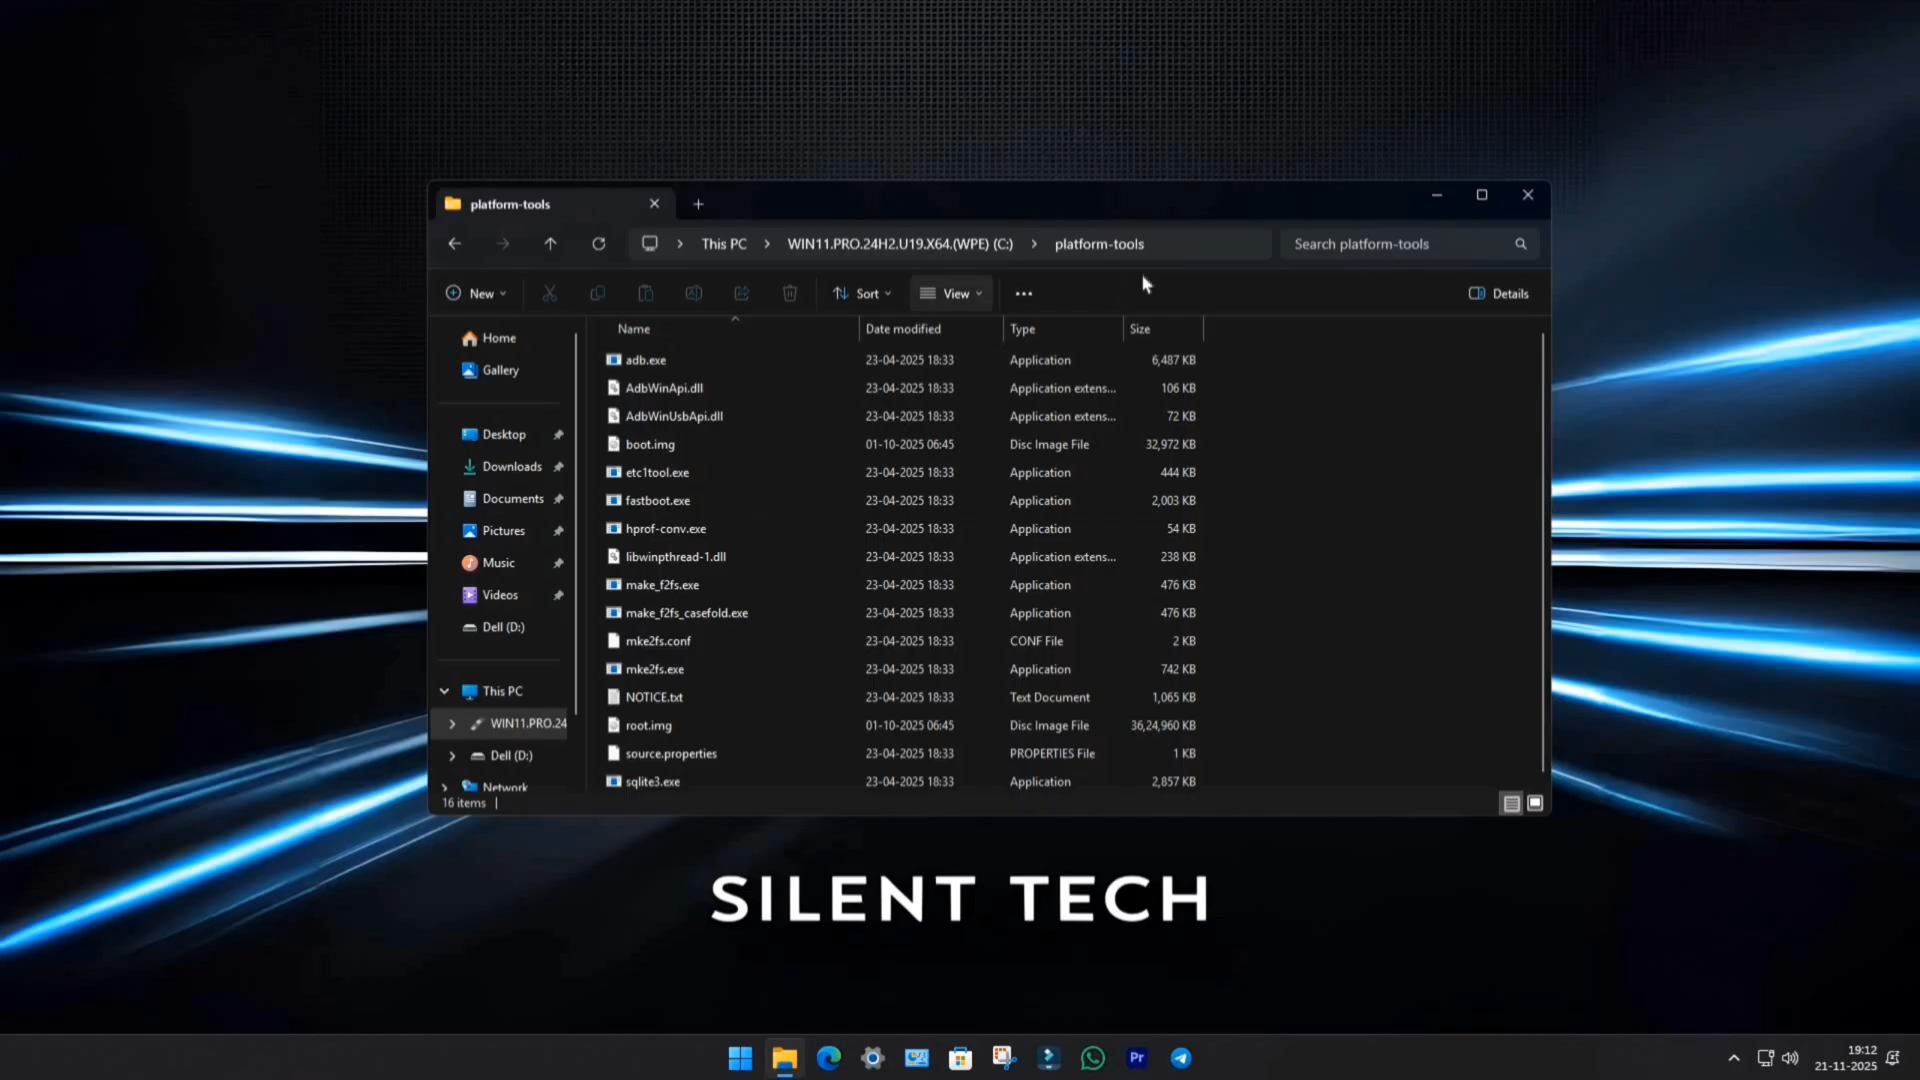 platform-tools
This PC WIN11.PRO.24H2.U19.X64.(WPE) (C:) platform-tools Search platform-tools
New Sort View Details
Name Date modified Type Size
Home
Gallery
Desktop
Downloads
Documents
Pictures
Music
Videos
Dell (D:)
This PC
WIN11.PRO.24
Dell (D:)
Network
adb.exe 23-04-2025 18:33 Application 6,487 KB
AdbWinApi.dll 23-04-2025 18:33 Application extens... 106 KB
AdbWinUsbApi.dll 23-04-2025 18:33 Application extens... 72 KB
boot.img 01-10-2025 06:45 Disc Image File 32,972 KB
etc1tool.exe 23-04-2025 18:33 Application 444 KB
fastboot.exe 23-04-2025 18:33 Application 2,003 KB
hprof-conv.exe 23-04-2025 18:33 Application 54 KB
libwinpthread-1.dll 23-04-2025 18:33 Application extens... 238 KB
make_f2fs.exe 23-04-2025 18:33 Application 476 KB
make_f2fs_casefold.exe 23-04-2025 18:33 Application 476 KB
mke2fs.conf 23-04-2025 18:33 CONF File 2 KB
mke2fs.exe 23-04-2025 18:33 Application 742 KB
NOTICE.txt 23-04-2025 18:33 Text Document 1,065 KB
root.img 01-10-2025 06:45 Disc Image File 36,24,960 KB
source.properties 23-04-2025 18:33 PROPERTIES File 1 KB
sqlite3.exe 23-04-2025 18:33 Application 2,857 KB
16 items
SILENT TECH
Pr
19:12
21-11-2025